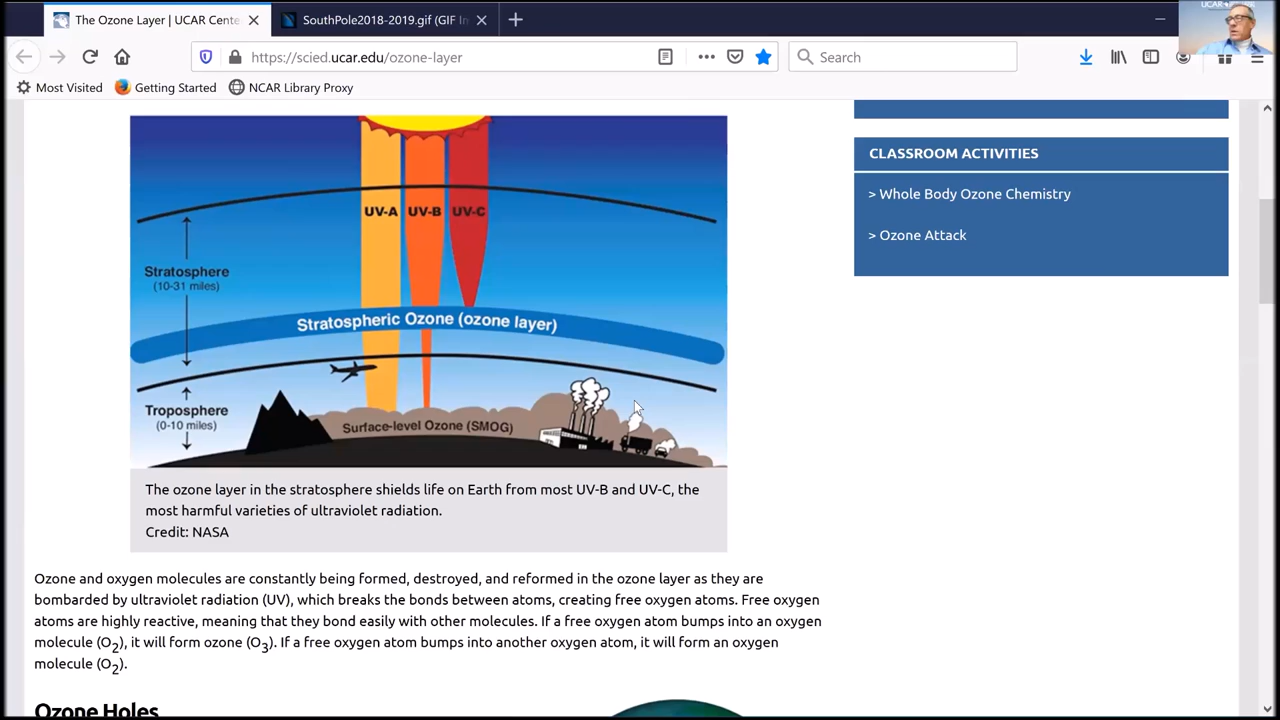 The Ozone Layer | UCAR Cente
SouthPole2018-2019.gif (GIF In
https://scied.ucar.edu/ozone-layer
Search
Most Visited
Getting Started
NCAR Library Proxy
UV-A
UV-B
UV-C
Stratosphere
(10-31 miles)
Stratospheric Ozone (ozone layer)
Troposphere
(0-10 miles)
Surface-level Ozone (SMOG)
The ozone layer in the stratosphere shields life on Earth from most UV-B and UV-C, the
most harmful varieties of ultraviolet radiation.
Credit: NASA
Ozone and oxygen molecules are constantly being formed, destroyed, and reformed in the ozone layer as they are
bombarded by ultraviolet radiation (UV), which breaks the bonds between atoms, creating free oxygen atoms. Free oxygen
atoms are highly reactive, meaning that they bond easily with other molecules. If a free oxygen atom bumps into an oxygen
molecule (O2), it will form ozone (O3). If a free oxygen atom bumps into another oxygen atom, it will form an oxygen
molecule (O2).
Ozone Holes
CLASSROOM ACTIVITIES
> Whole Body Ozone Chemistry
> Ozone Attack